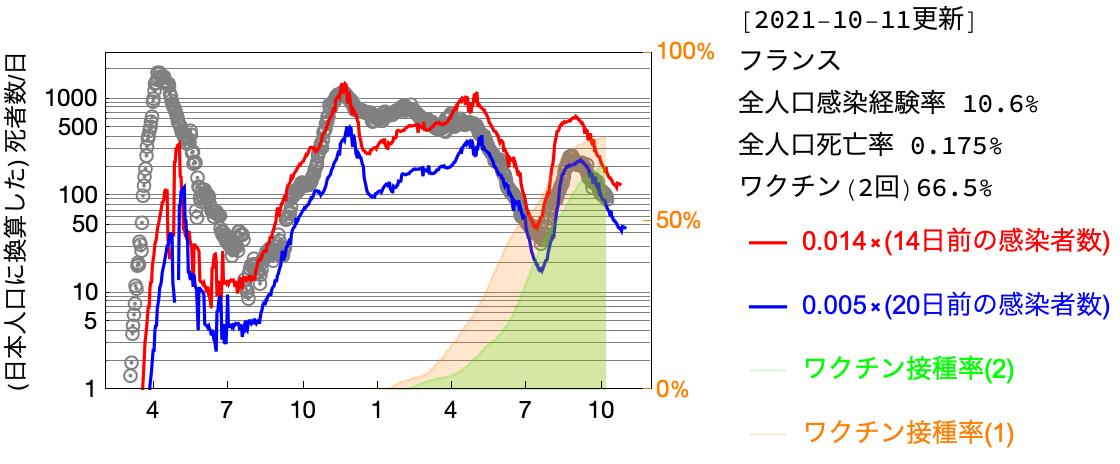 [2021-10-11更新]
フランス
全人口感染経験率 10.6%
全人口死亡率 0.175%
ワクチン(2回)66.5%
0.014×(14日前の感染者数)
0.005×(20日前の感染者数)
ワクチン接種率(2)
ワクチン接種率(1)
(日本人口に換算した) 死者数/日
1000
500
100
50
10
5
1
100%
50%
0%
4 7 10 1 4 7 10